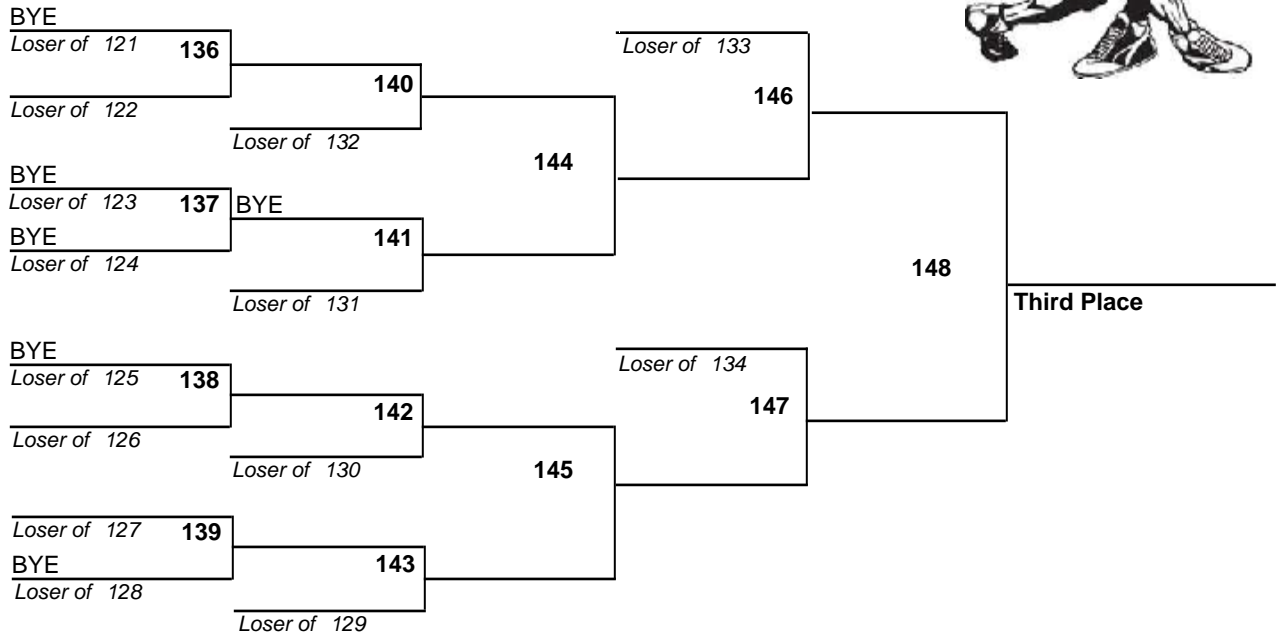 BYE
Loser of 121 136
Loser of 122
140
Loser of 132
BYE
Loser of 123 137
BYE
Loser of 124
BYE
141
Loser of 131
144
Loser of 133
146
BYE
Loser of 125 138
Loser of 126
142
Loser of 130
Loser of 127 139
BYE
Loser of 128
143
Loser of 129
145
Loser of 134
147
148
Third Place